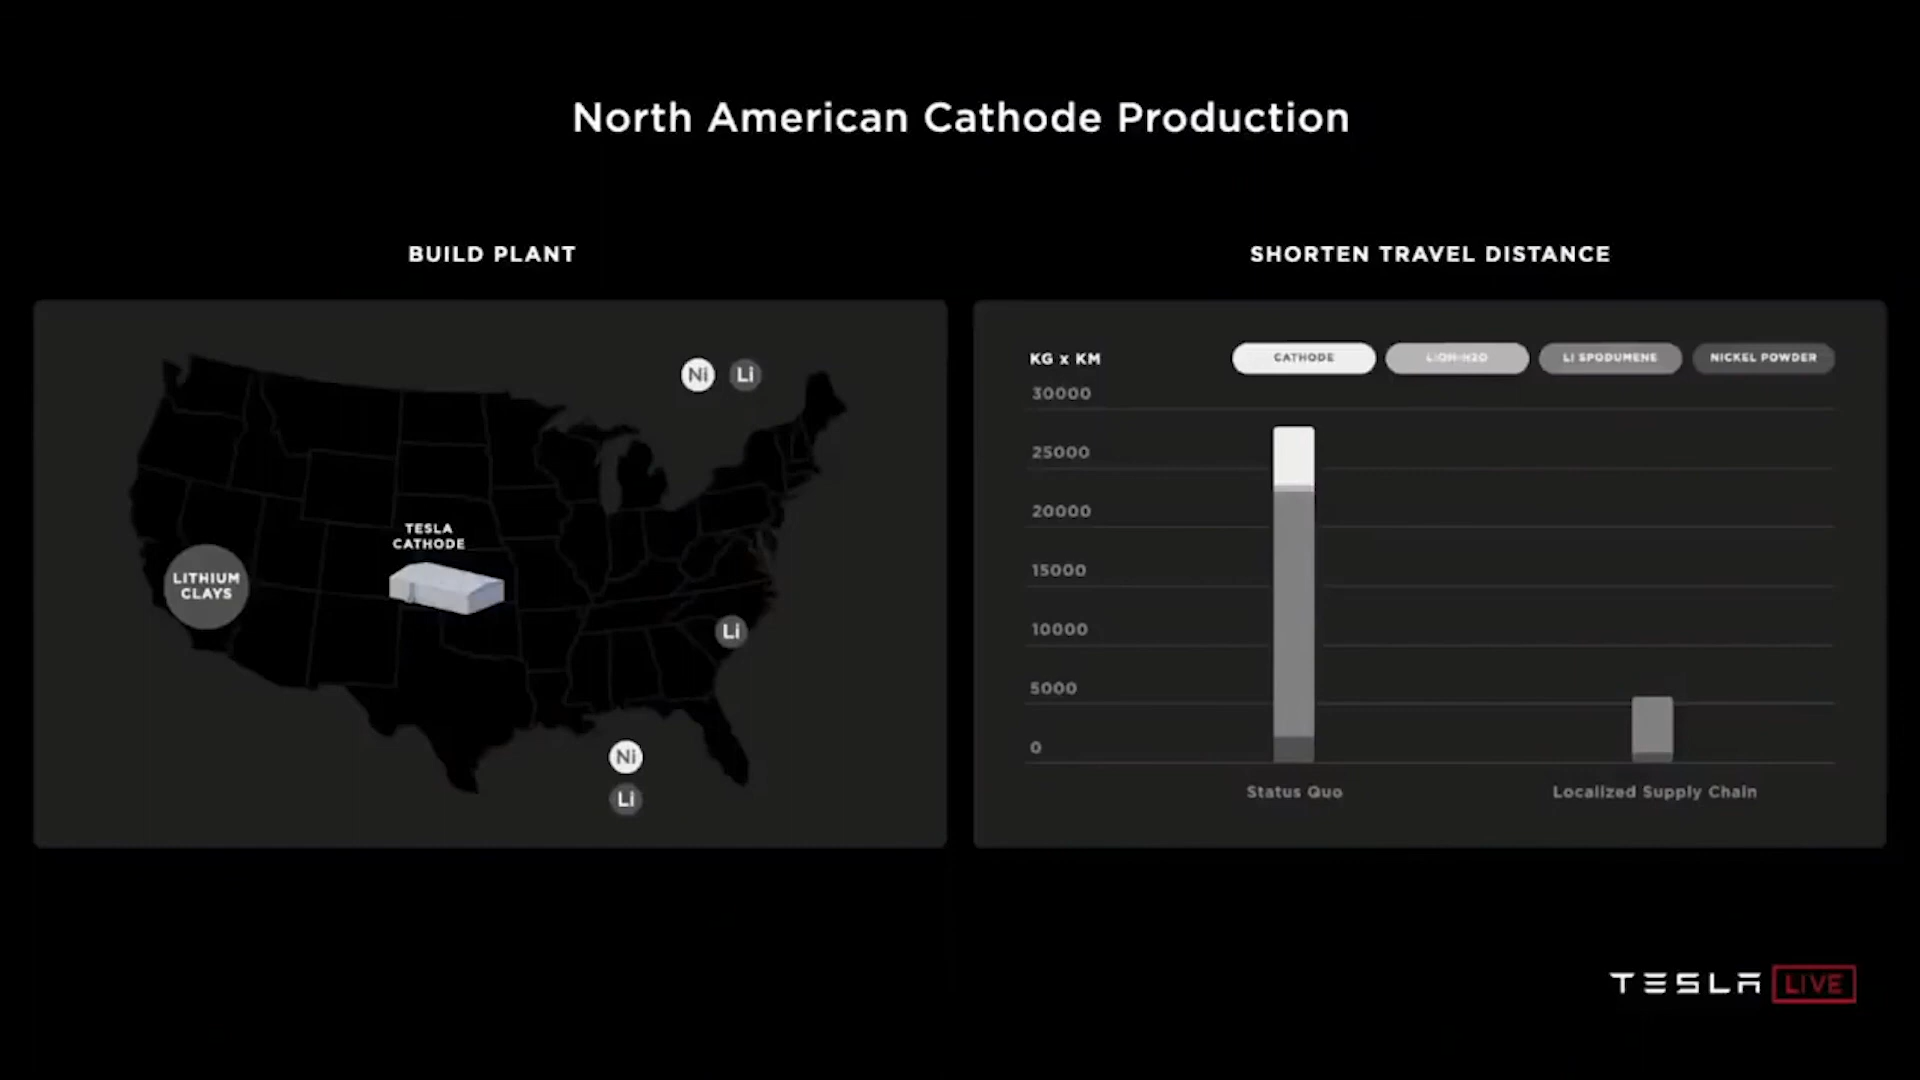 North American Cathode Production
BUILD PLANT
Ni
Li
TESLA
CATHODE
LITHIUM
CLAYS
Li
Ni
Li
SHORTEN TRAVEL DISTANCE
KG x KM
CATHODE
LI SPODUMENE
NICKEL POWDER
30000
25000
20000
15000
10000
5000
0
Status Quo
Localized Supply Chain
TESLA LIVE